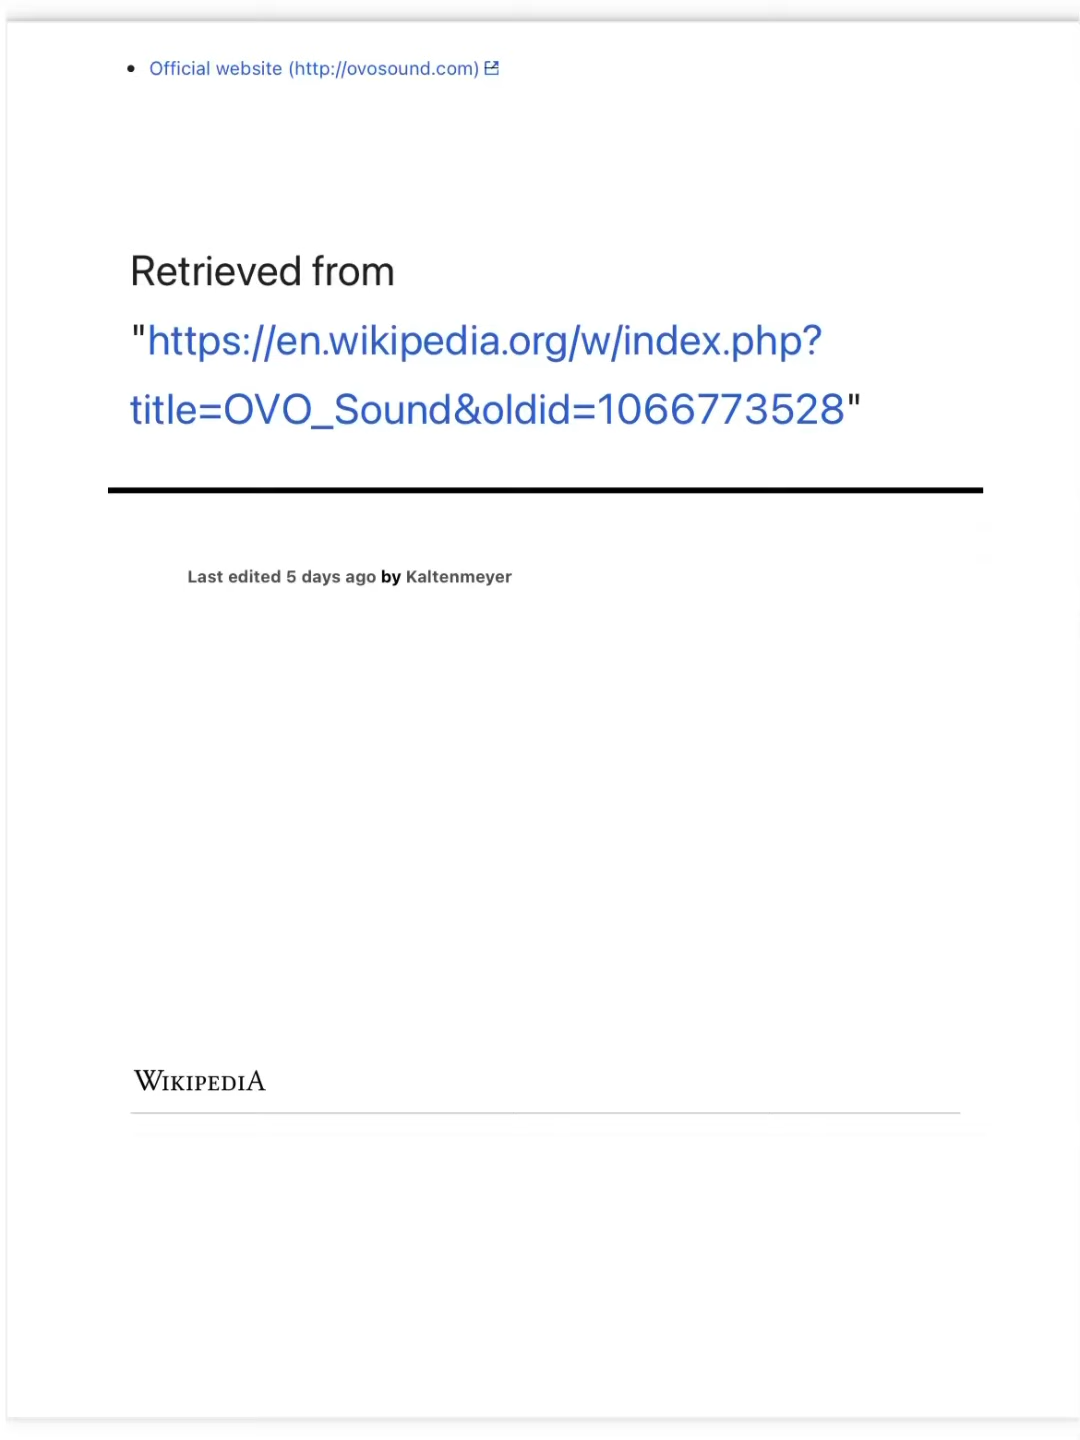 • Official website (http://ovosound.com)
Retrieved from
"https://en.wikipedia.org/w/index.php?
title=OVO_Sound&oldid=1066773528"
Last edited 5 days ago by Kaltenmeyer
WIKIPEDIA